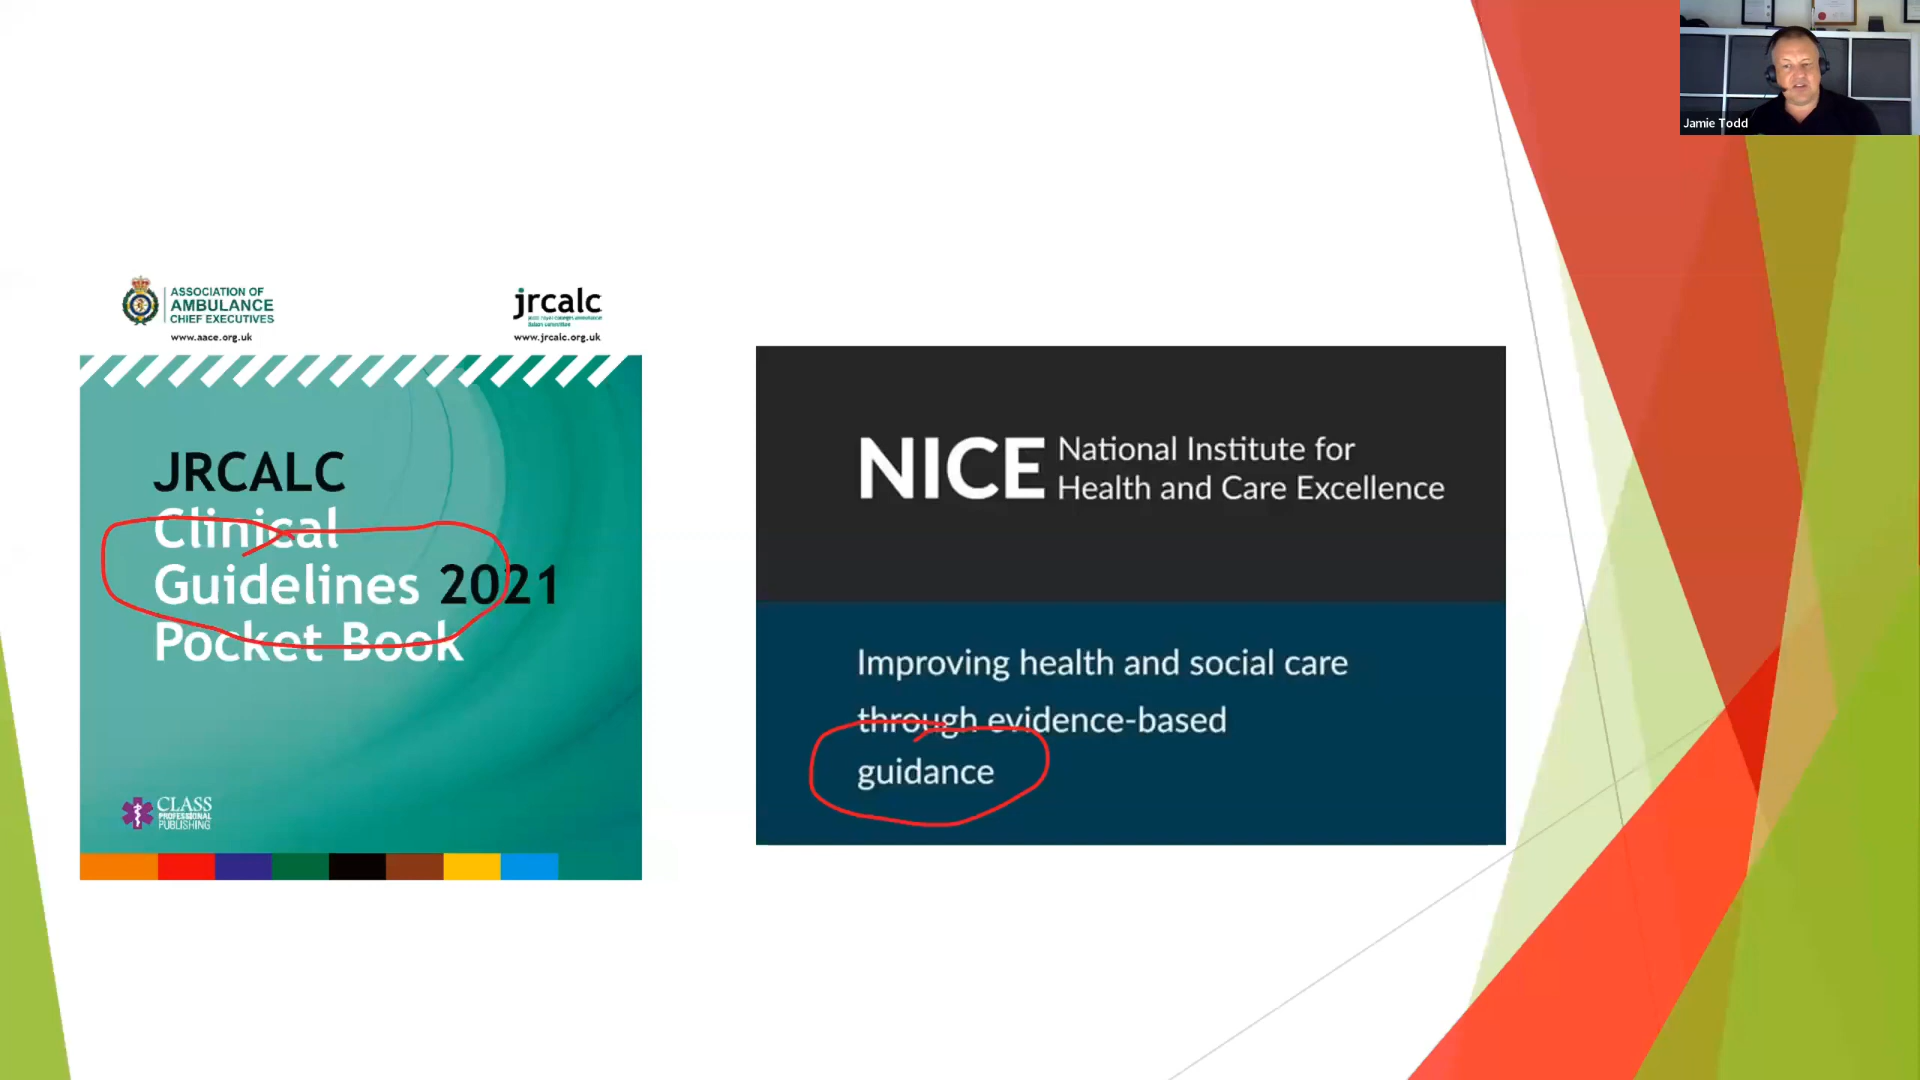 Jamie Todd
ASSOCIATION OF
AMBULANCE
CHIEF EXECUTIVES
www.aace.org.uk
jrcalc
www.jrcalc.org.uk
JRCALC
Clinical
Guidelines 2021
Pocket Book
CLASS
PROFESSIONAL
PUBLISHING
NICE National Institute for
Health and Care Excellence
Improving health and social care
through evidence-based
guidance